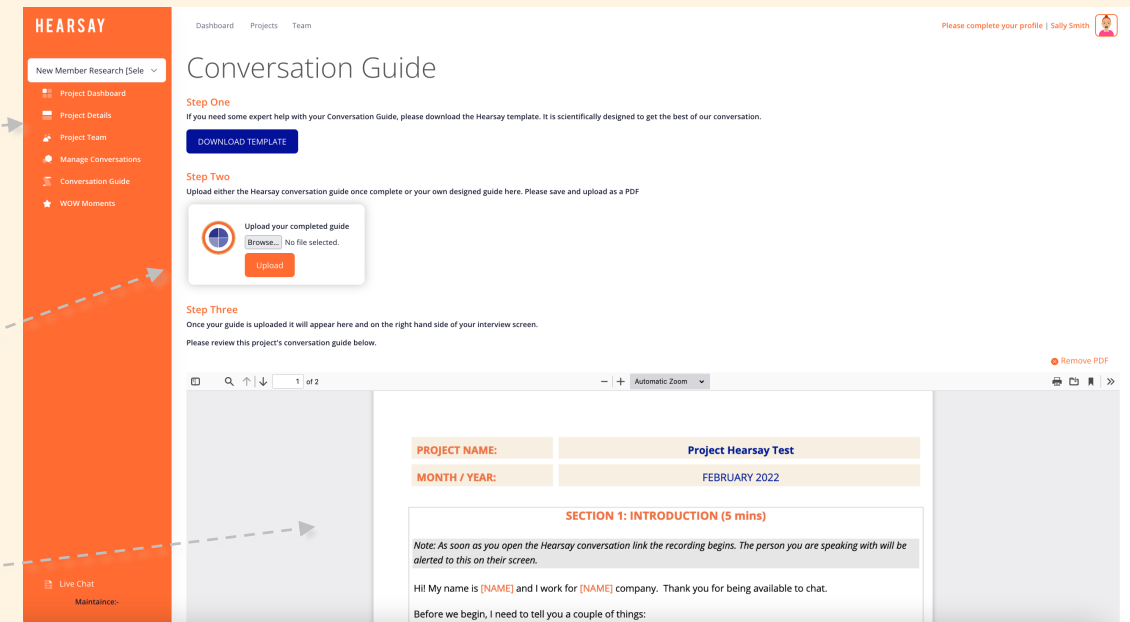 HEARSAY
Dashboard Projects Team
Please complete your profile | Sally Smith
New Member Research [Sele
Project Dashboard
Project Details
Project Team
Manage Conversations
Conversation Guide
WOW Moments
Live Chat
Maintaince:-
Conversation Guide
Step One
If you need some expert help with your Conversation Guide, please download the Hearsay template. It is scientifically designed to get the best of our conversation.
DOWNLOAD TEMPLATE
Step Two
Upload either the Hearsay conversation guide once complete or your own designed guide here. Please save and upload as a PDF
Upload your completed guide
Browse... No file selected.
Upload
Step Three
Once your guide is uploaded it will appear here and on the right hand side of your interview screen.
Please review this project's conversation guide below.
Remove PDF
1 of 2
Automatic Zoom
PROJECT NAME: Project Hearsay Test
MONTH / YEAR: FEBRUARY 2022
SECTION 1: INTRODUCTION (5 mins)
Note: As soon as you open the Hearsay conversation link the recording begins. The person you are speaking with will be
alerted to this on their screen.
Hi! My name is [NAME] and I work for [NAME] company. Thank you for being available to chat.
Before we begin, I need to tell you a couple of things: